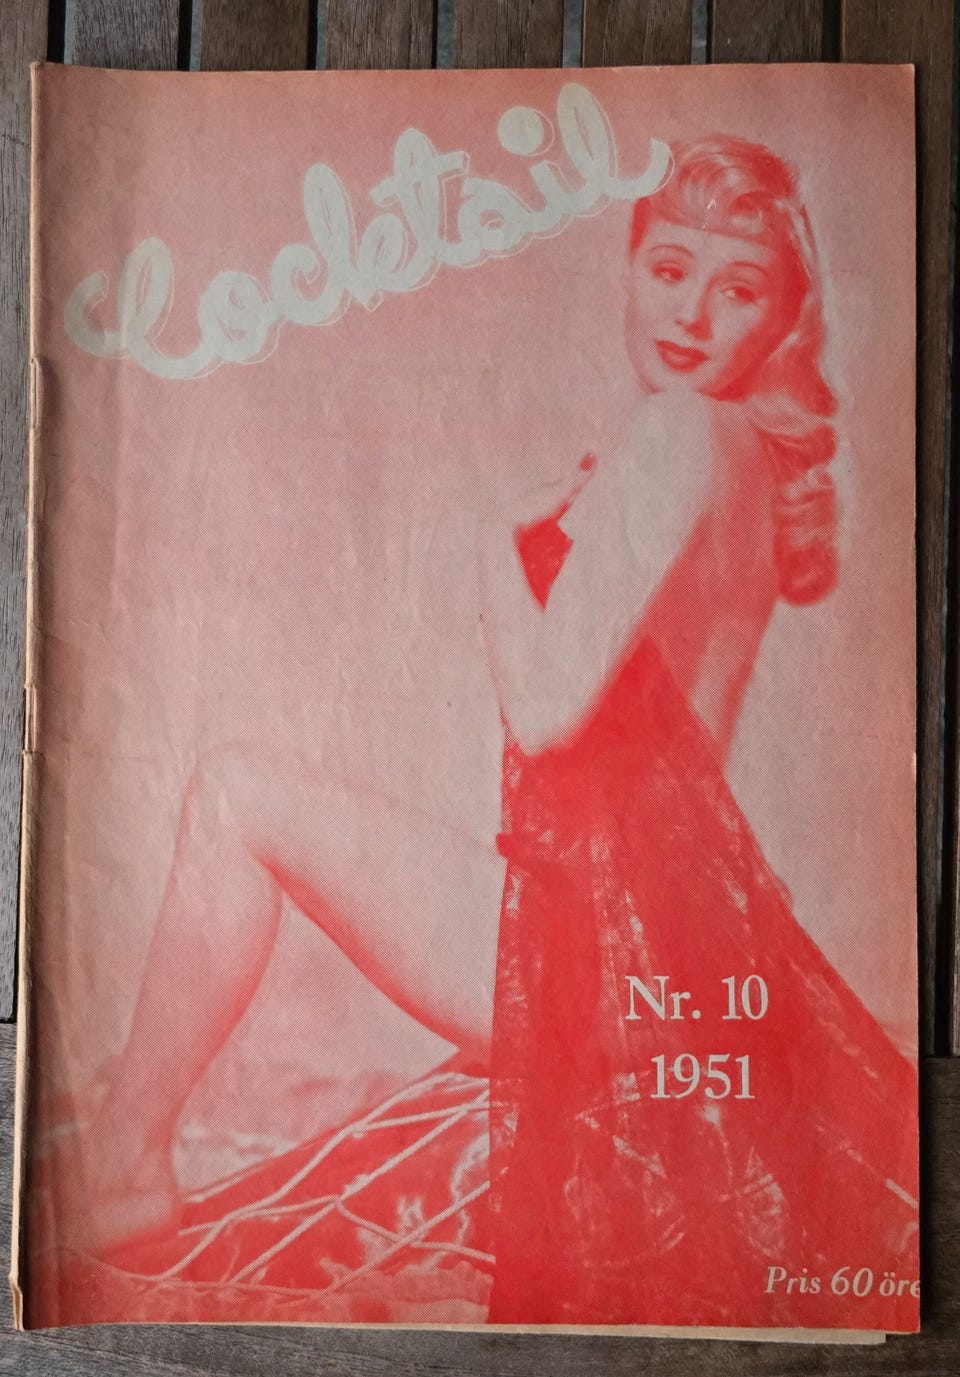 Cocktail
Nr. 10
1951
Pris 60 öre